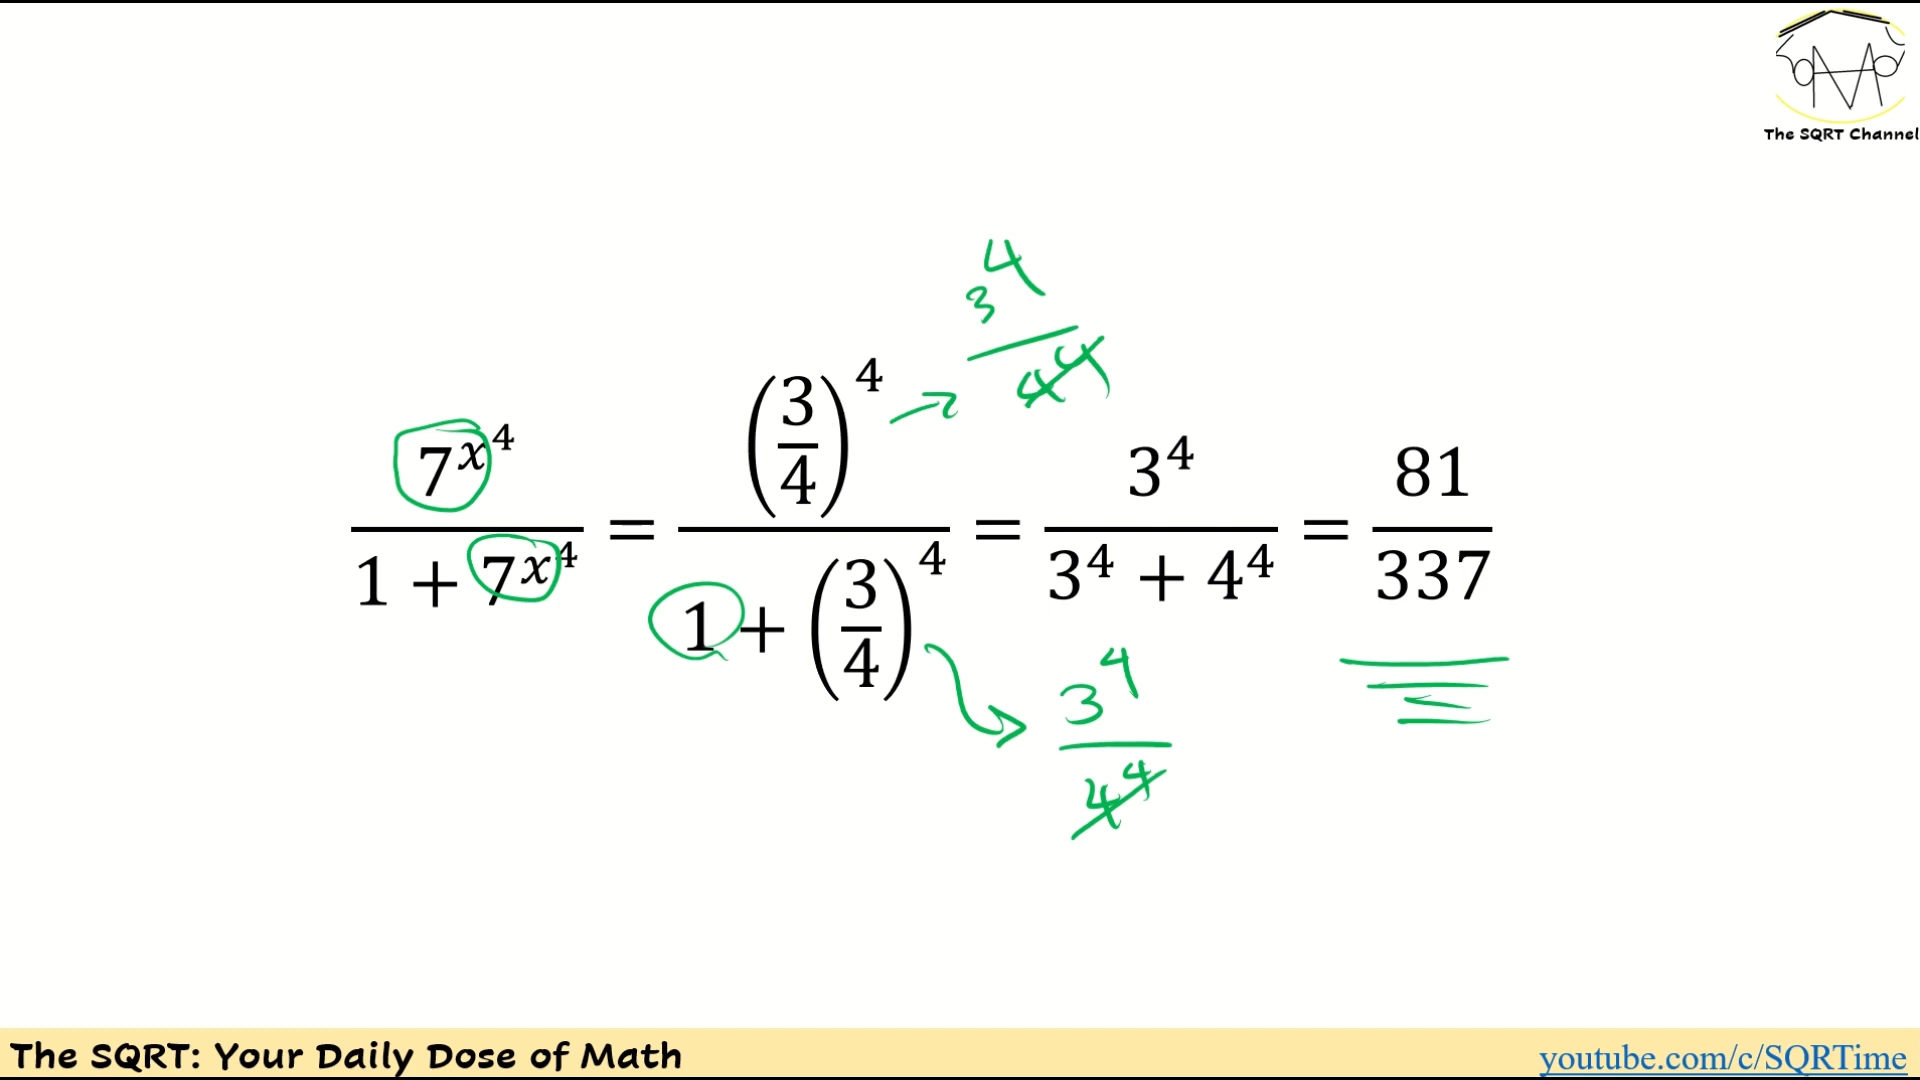 The SQRT Channel
3^4 / 4^4
7^{x^4} / (1 + 7^{x^4}) = (3/4)^4 / (1 + (3/4)^4) = 3^4 / (3^4 + 4^4) = 81 / 337
3^4 / 4^4
The SQRT: Your Daily Dose of Math
youtube.com/c/SQRTime